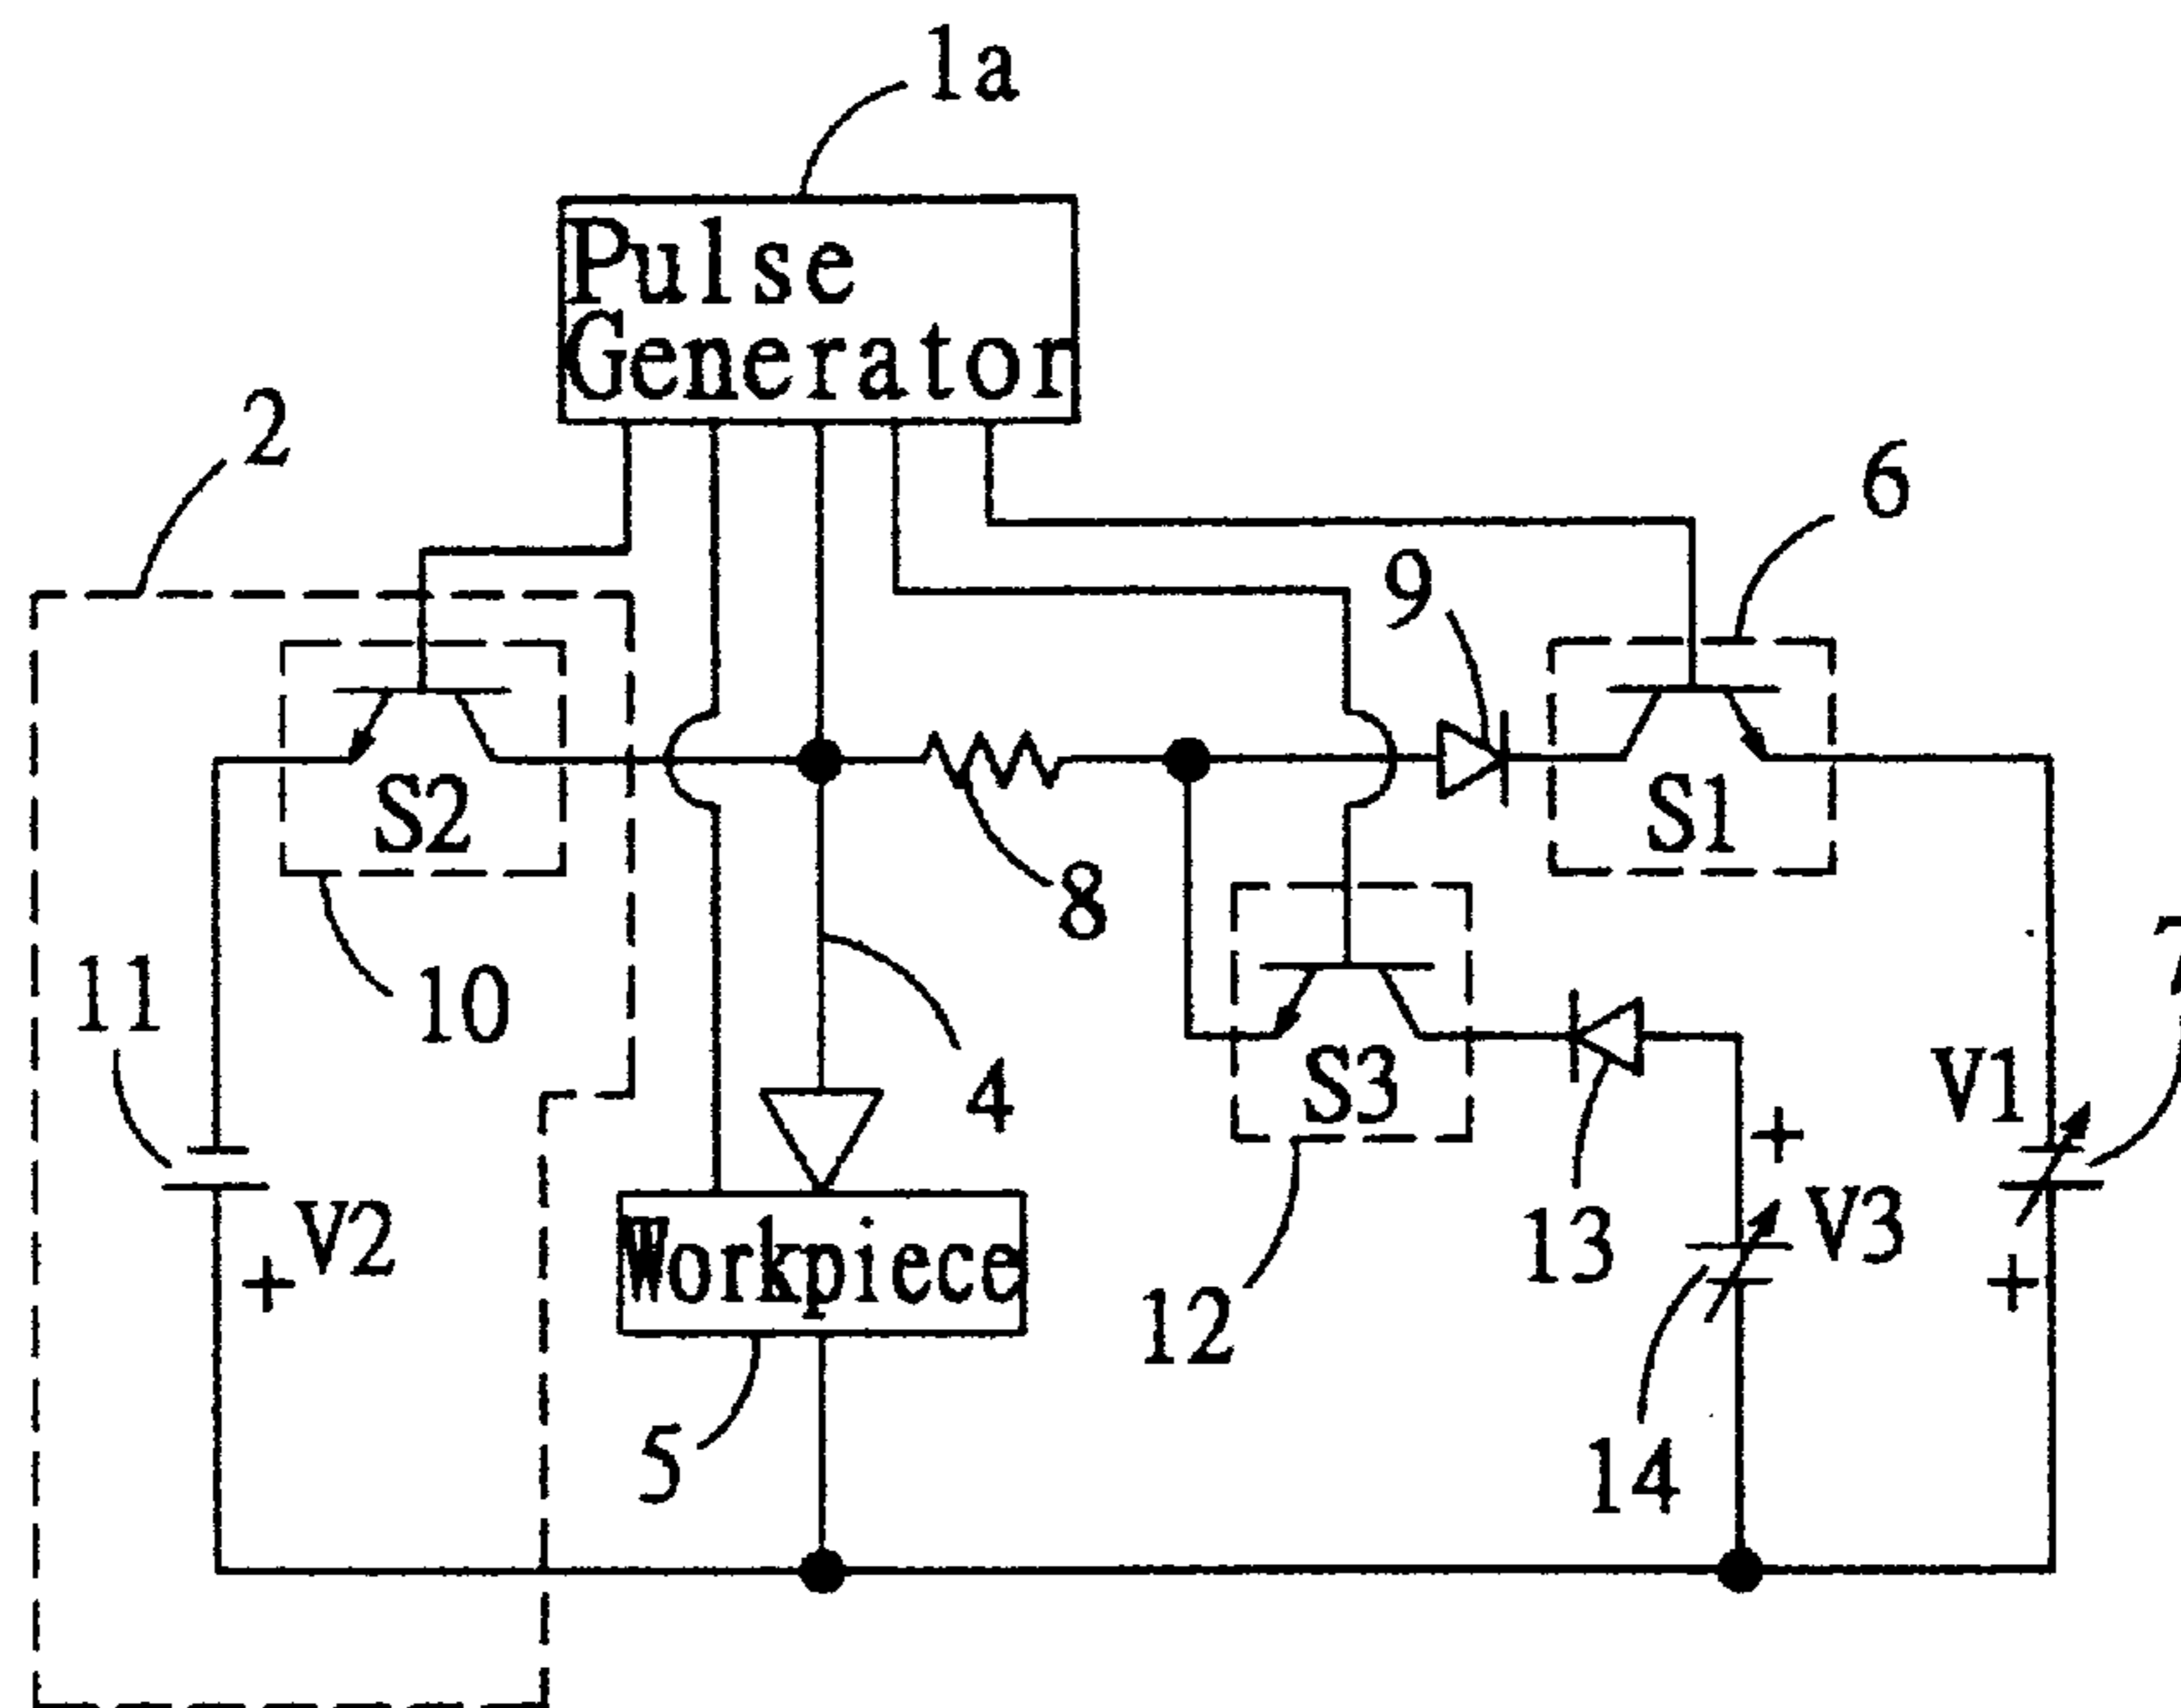 1a
Pulse
Generator
2
6
9
S2
S1
8
10
11
7
4
S3
V1
+
V2
+
Workpiece
13
V3
+
12
5
14